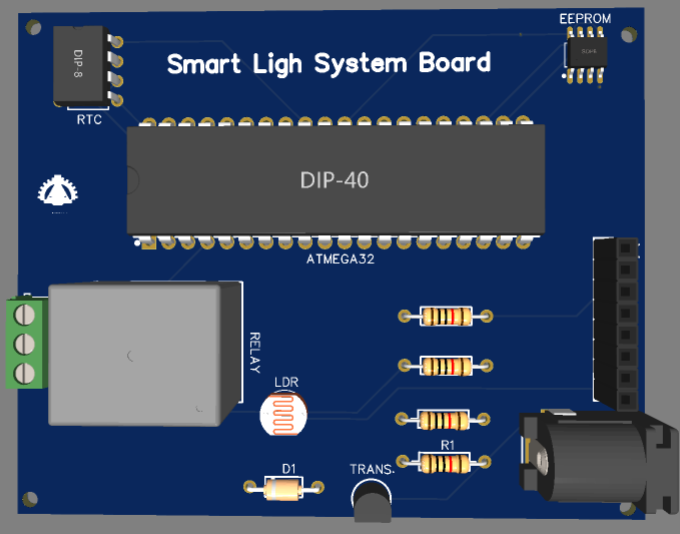 EEPROM
DIP-8
Smart Ligh System Board
RTC
DIP-40
ATMEGA32
RELAY
LDR
R1
D1
TRANS-